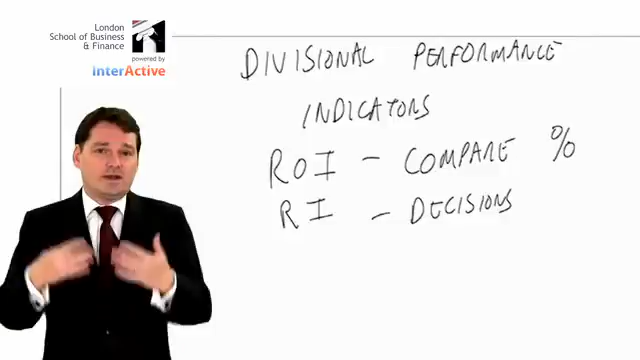 London
School of Business
& Finance
powered by
InterActive
DIVISIONAL PERFORMANCE
INDICATORS
ROI - COMPARE %
RI - DECISIONS